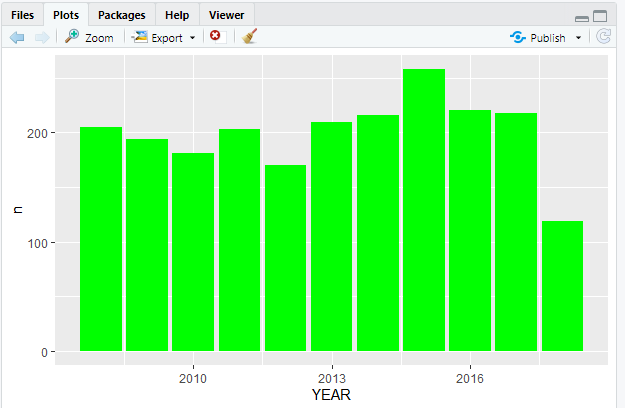 Files Plots Packages Help Viewer
Zoom Export Publish
200
100
0
n
2010 2013 2016
YEAR